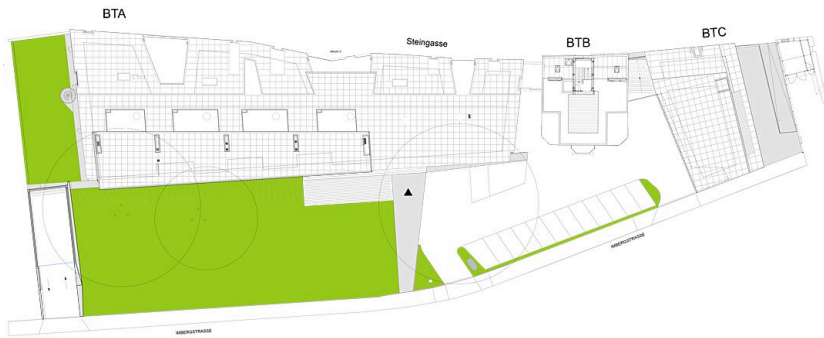 BTA
Steingasse
BTB
BTC
IMBERGSTRASSE
IMBERGSTRASSE